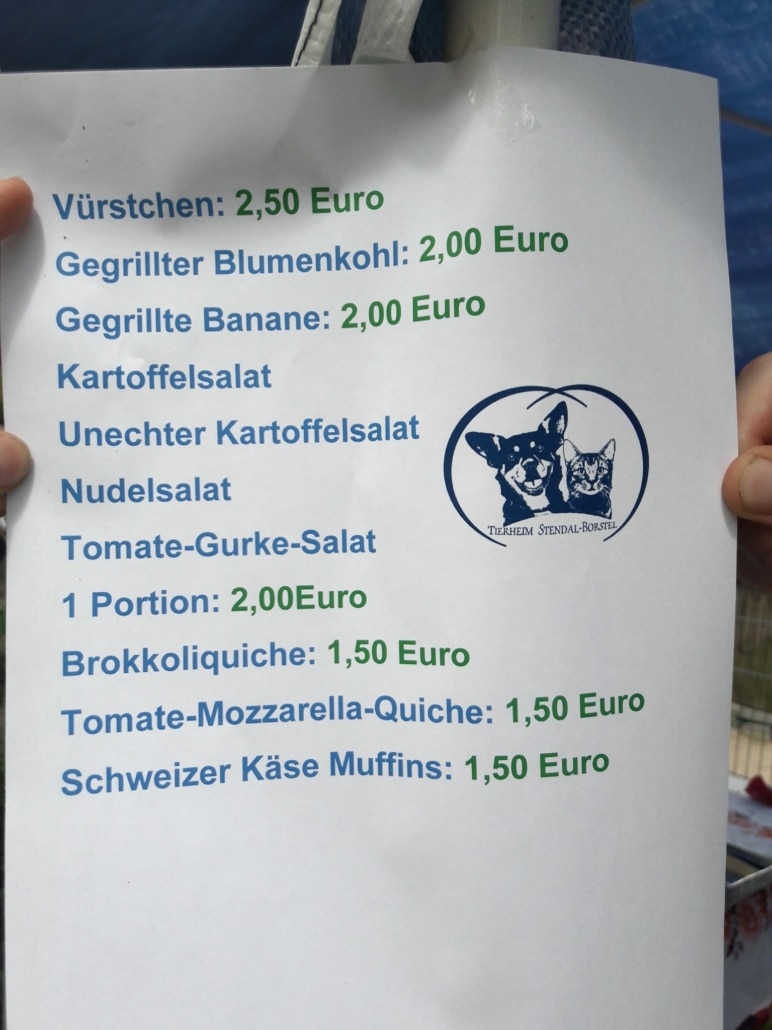 Vürstchen: 2,50 Euro
Gegrillter Blumenkohl: 2,00 Euro
Gegrillte Banane: 2,00 Euro
Kartoffelsalat
Unechter Kartoffelsalat
Nudelsalat
Tomate-Gurke-Salat
1 Portion: 2,00Euro
Brokkoliquiche: 1,50 Euro
Tomate-Mozzarella-Quiche: 1,50 Euro
Schweizer Käse Muffins: 1,50 Euro
TIERHEIM STENDAL-BORSTEL